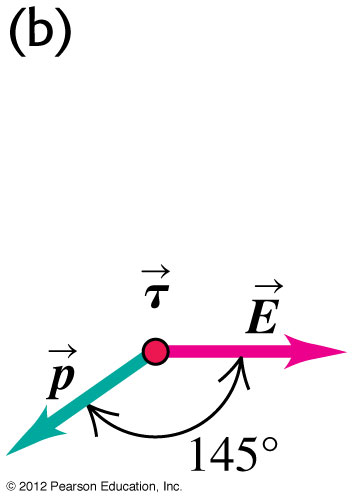 (b)
τ⃗
E⃗
p⃗
145°
© 2012 Pearson Education, Inc.